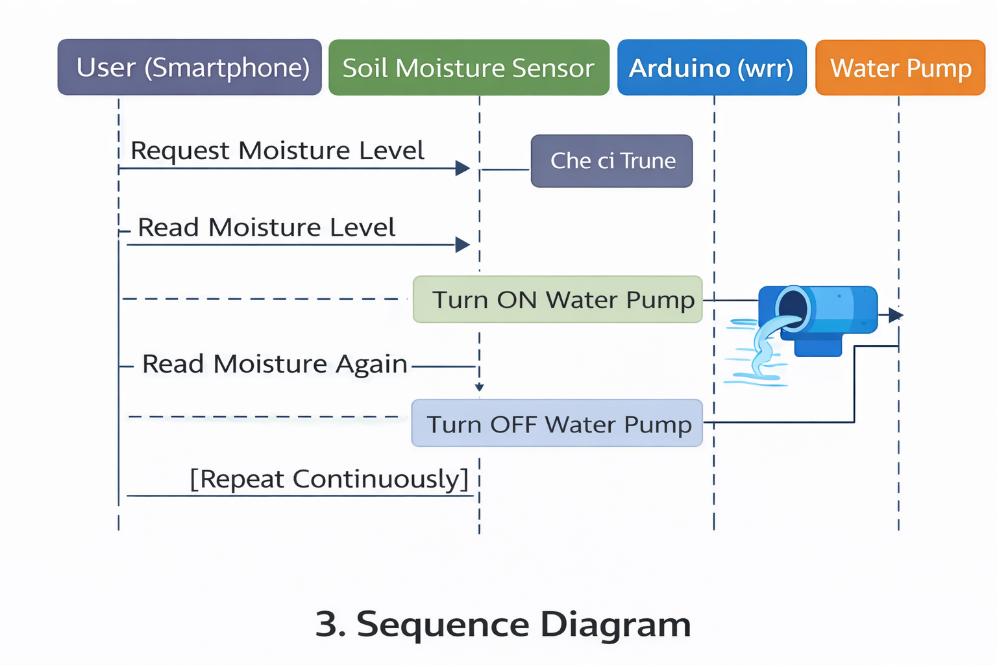 User (Smartphone)
Soil Moisture Sensor
Arduino (wrr)
Water Pump
Request Moisture Level
Che ci Trune
Read Moisture Level
Turn ON Water Pump
Read Moisture Again
Turn OFF Water Pump
[Repeat Continuously]
3. Sequence Diagram